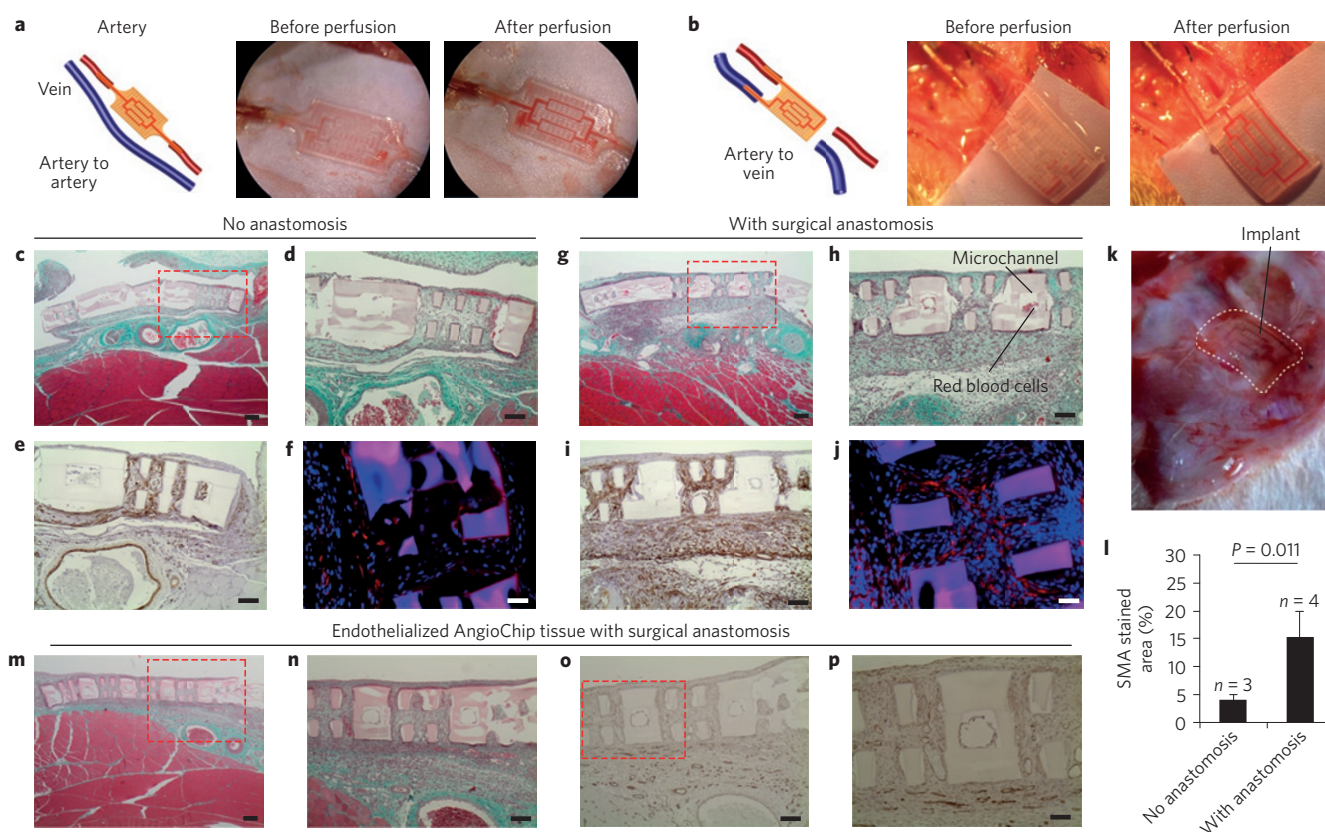 a
Artery
Before perfusion
After perfusion
Vein
Artery to
artery
b
Before perfusion
After perfusion
Artery to
vein
No anastomosis
With surgical anastomosis
c
d
g
h
Microchannel
Red blood cells
k
Implant
e
f
i
j
l
30
25
20
15
10
5
0
SMA stained
area (%)
P = 0.011
n = 3
n = 4
No anastomosis
With anastomosis
Endothelialized AngioChip tissue with surgical anastomosis
m
n
o
p